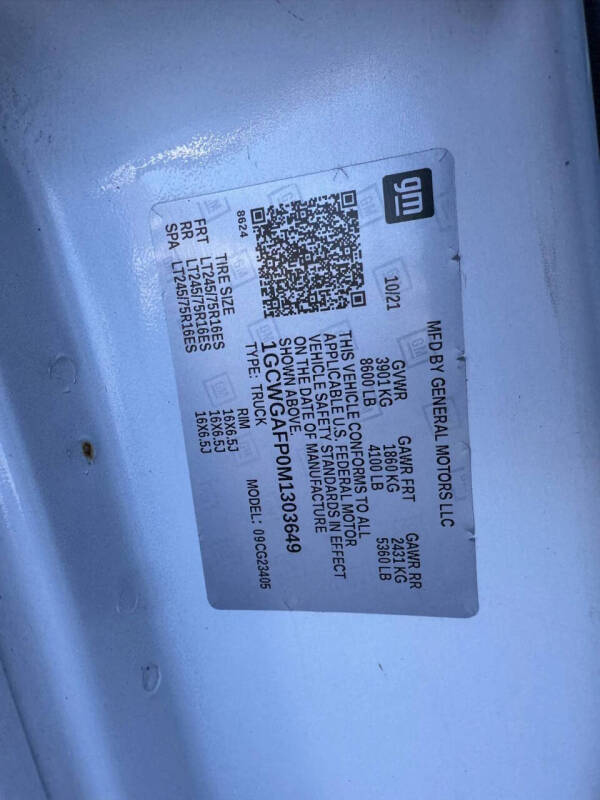 gm
MFD BY GENERAL MOTORS LLC
10/21
GVWR GAWR FRT GAWR RR
3901 KG 1860 KG 2431 KG
8600 LB 4100 LB 5360 LB
THIS VEHICLE CONFORMS TO ALL
APPLICABLE U.S. FEDERAL MOTOR
VEHICLE SAFETY STANDARDS IN EFFECT
ON THE DATE OF MANUFACTURE
SHOWN ABOVE.
1GCWGAFP0M1303649
TYPE: TRUCK MODEL: 09CG23405
8624
TIRE SIZE RIM
FRT LT245/75R16ES 16X6.5J
RR LT245/75R16ES 16X6.5J
SPA LT245/75R16ES 16X6.5J